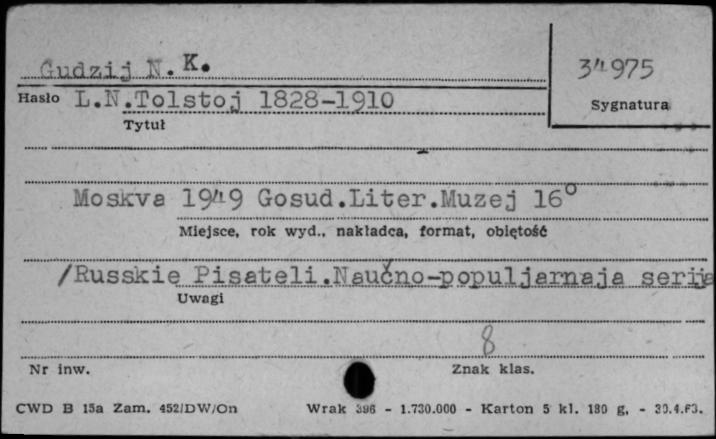 Gudzij N.K.
34975
Hasło L.N.Tolstoj 1828-1910
Sygnatura
Tytuł
Moskva 1949 Gosud.Liter.Muzej 16°
Miejsce, rok wyd., nakładca, format, objętość
/Russkie Pisateli.Naučno-populjarnaja serija
Uwagi
8
Nr inw.
Znak klas.
CWD B 15a Zam. 452/DW/On Wrak 396 - 1.730.000 - Karton 5 kl. 180 g. - 30.4.63.